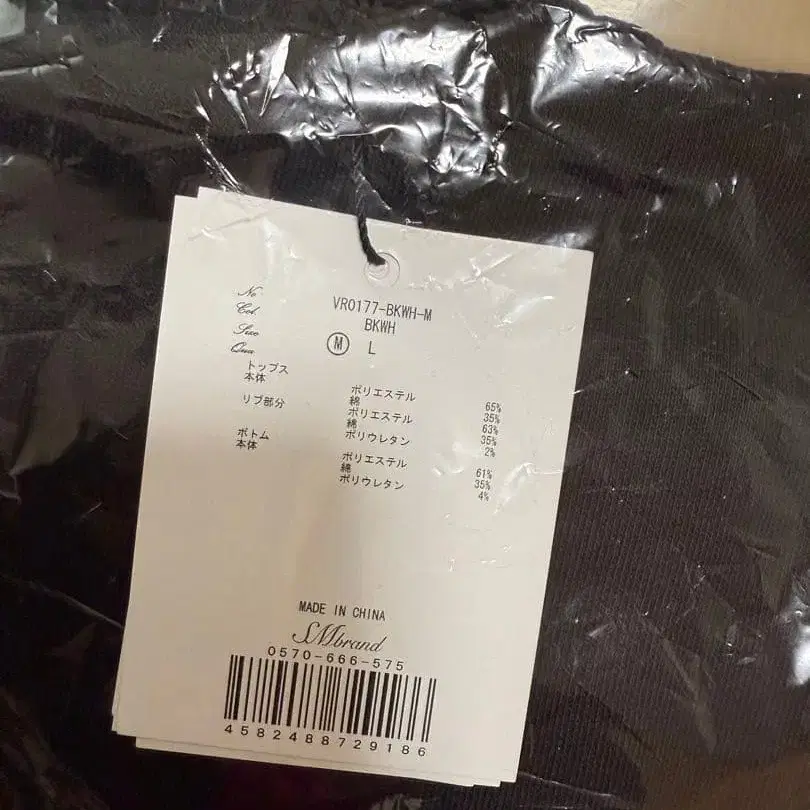 No VR0177-BKWH-M
Col BKWH
Size Ⓜ L
Qua
トップス
本体 ポリエステル 65%
綿 35%
リブ部分 ポリエステル 63%
綿 35%
ポリウレタン 2%
ボトム
本体 ポリエステル 61%
綿 35%
ポリウレタン 4%
MADE IN CHINA
SMbrand
0570-666-575
4582488729186